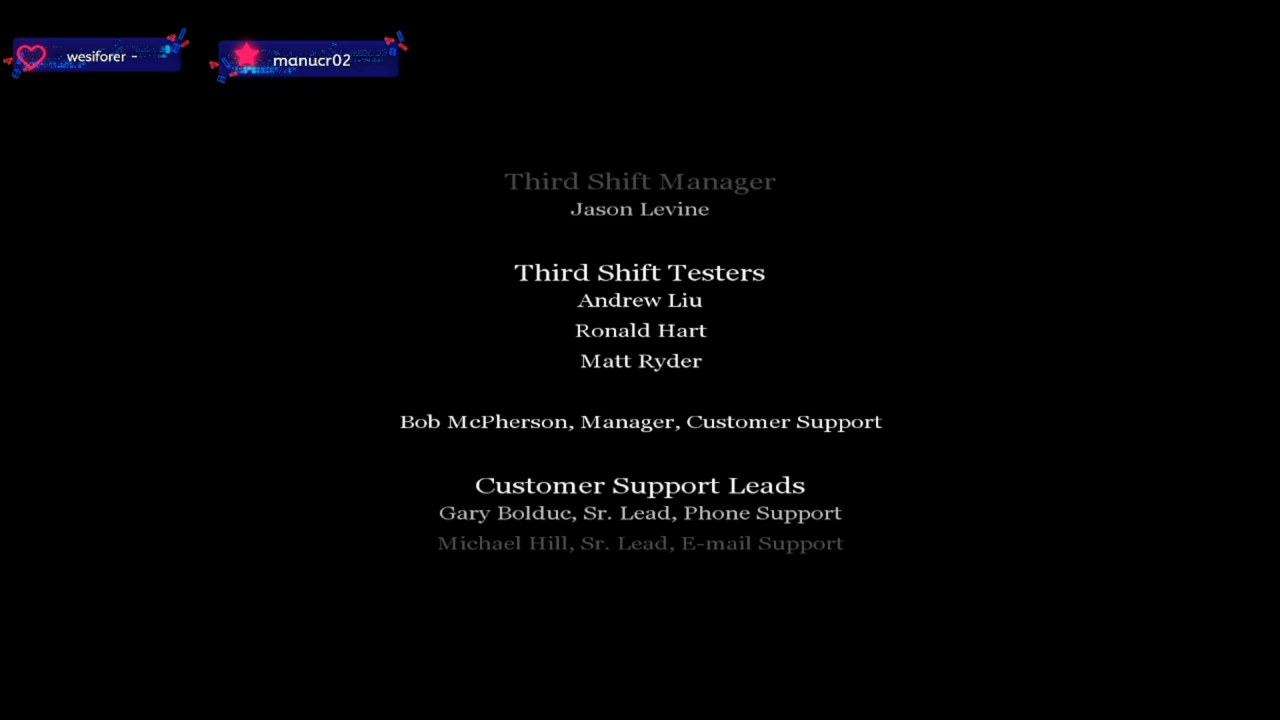 wesiforer -
manucr02
Third Shift Manager
Jason Levine
Third Shift Testers
Andrew Liu
Ronald Hart
Matt Ryder
Bob McPherson, Manager, Customer Support
Customer Support Leads
Gary Bolduc, Sr. Lead, Phone Support
Michael Hill, Sr. Lead, E-mail Support